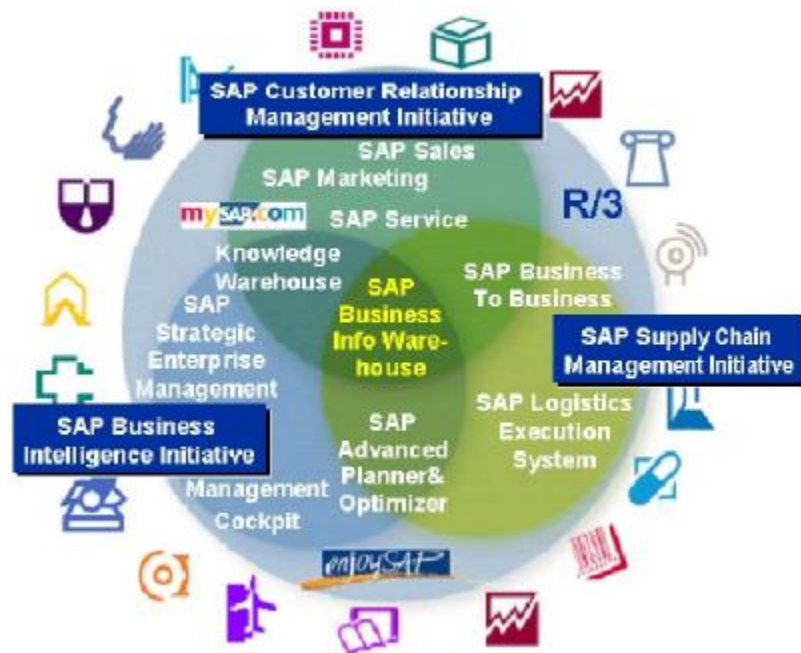 SAP Customer Relationship
Management Initiative
SAP Sales
SAP Marketing
mySAP.com
SAP Service
R/3
Knowledge
Warehouse
SAP
Strategic
Enterprise
Management
SAP
Business
Info Ware-
house
SAP Business
To Business
SAP Supply Chain
Management Initiative
SAP Business
Intelligence Initiative
SAP
Advanced
Planner&
Optimizer
SAP Logistics
Execution
System
Management
Cockpit
enjoySAP